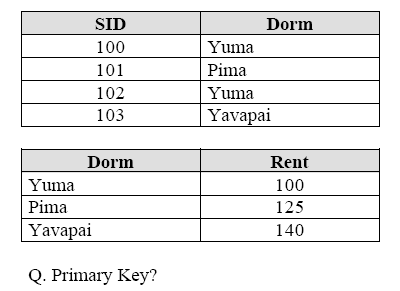 SID Dorm
100 Yuma
101 Pima
102 Yuma
103 Yavapai
Dorm Rent
Yuma 100
Pima 125
Yavapai 140
Q. Primary Key?